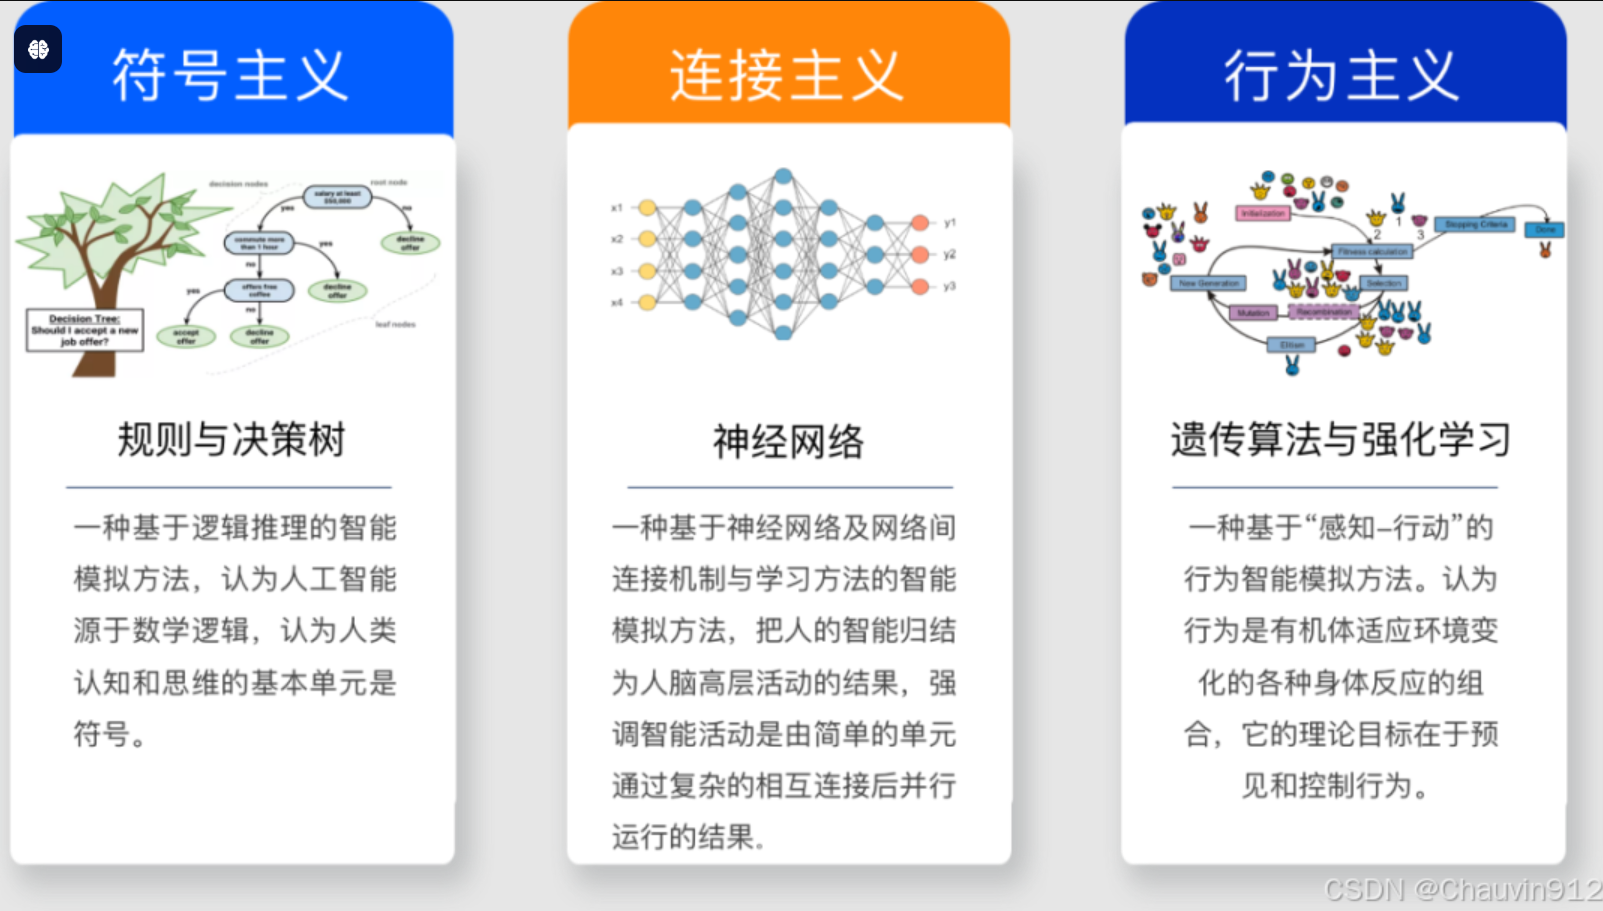 符号主义
decision nodes
root node
salary at least
$50,000
yes
no
commute more
than 1 hour
decline
offer
yes
no
offers free
coffee
decline
offer
yes
no
Decision Tree:
Should I accept a new
job offer?
accept
offer
decline
offer
leaf nodes
规则与决策树
一种基于逻辑推理的智能
模拟方法，认为人工智能
源于数学逻辑，认为人类
认知和思维的基本单元是
符号。
连接主义
x1
x2
x3
x4
y1
y2
y3
神经网络
一种基于神经网络及网络间
连接机制与学习方法的智能
模拟方法，把人的智能归结
为人脑高层活动的结果，强
调智能活动是由简单的单元
通过复杂的相互连接后并行
运行的结果。
行为主义
Initialization
1
2
3
Stopping Criteria
Done
Fitness calculation
New Generation
Selection
Mutation
Recombination
Elitism
遗传算法与强化学习
一种基于“感知–行动”的
行为智能模拟方法。认为
行为是有机体适应环境变
化的各种身体反应的组
合，它的理论目标在于预
见和控制行为。
CSDN @Chauvin912